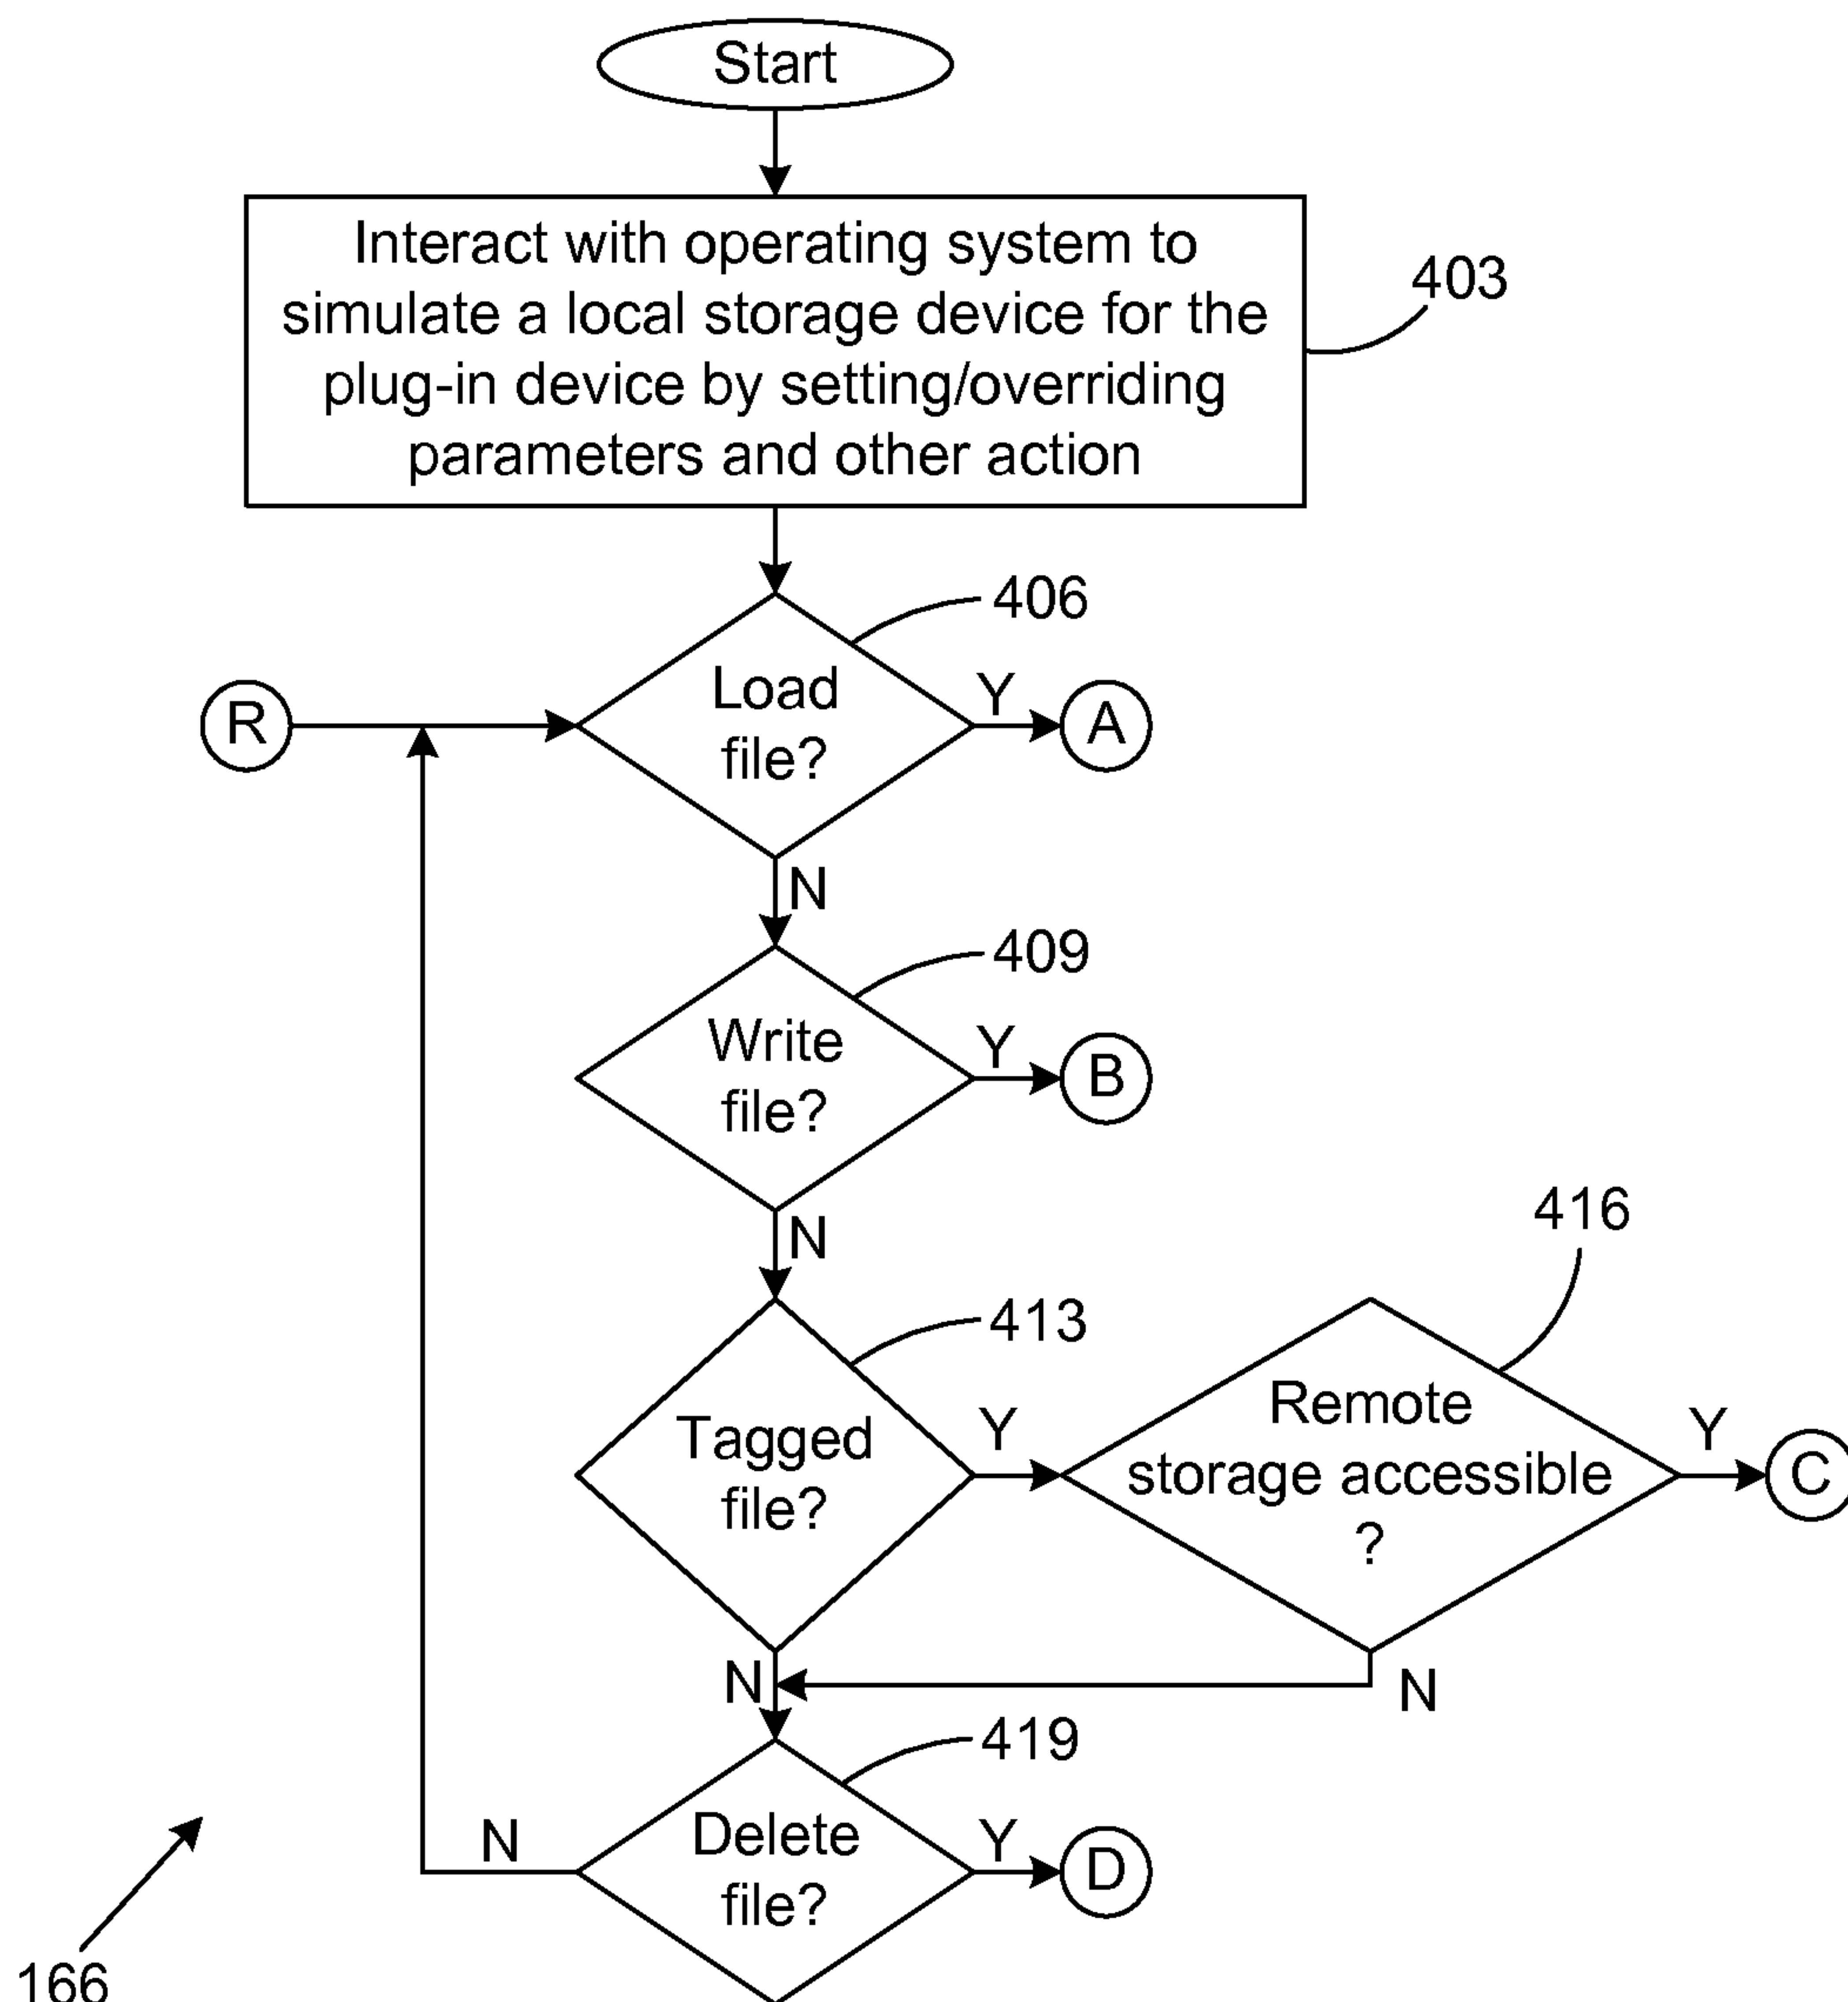 Start
Interact with operating system to
simulate a local storage device for the
plug-in device by setting/overriding
parameters and other action
403
406
Load
file?
Y
A
R
N
409
Write
file?
Y
B
N
416
413
Tagged
file?
Y
Remote
storage accessible
?
Y
C
N
N
419
Delete
file?
N
Y
D
166